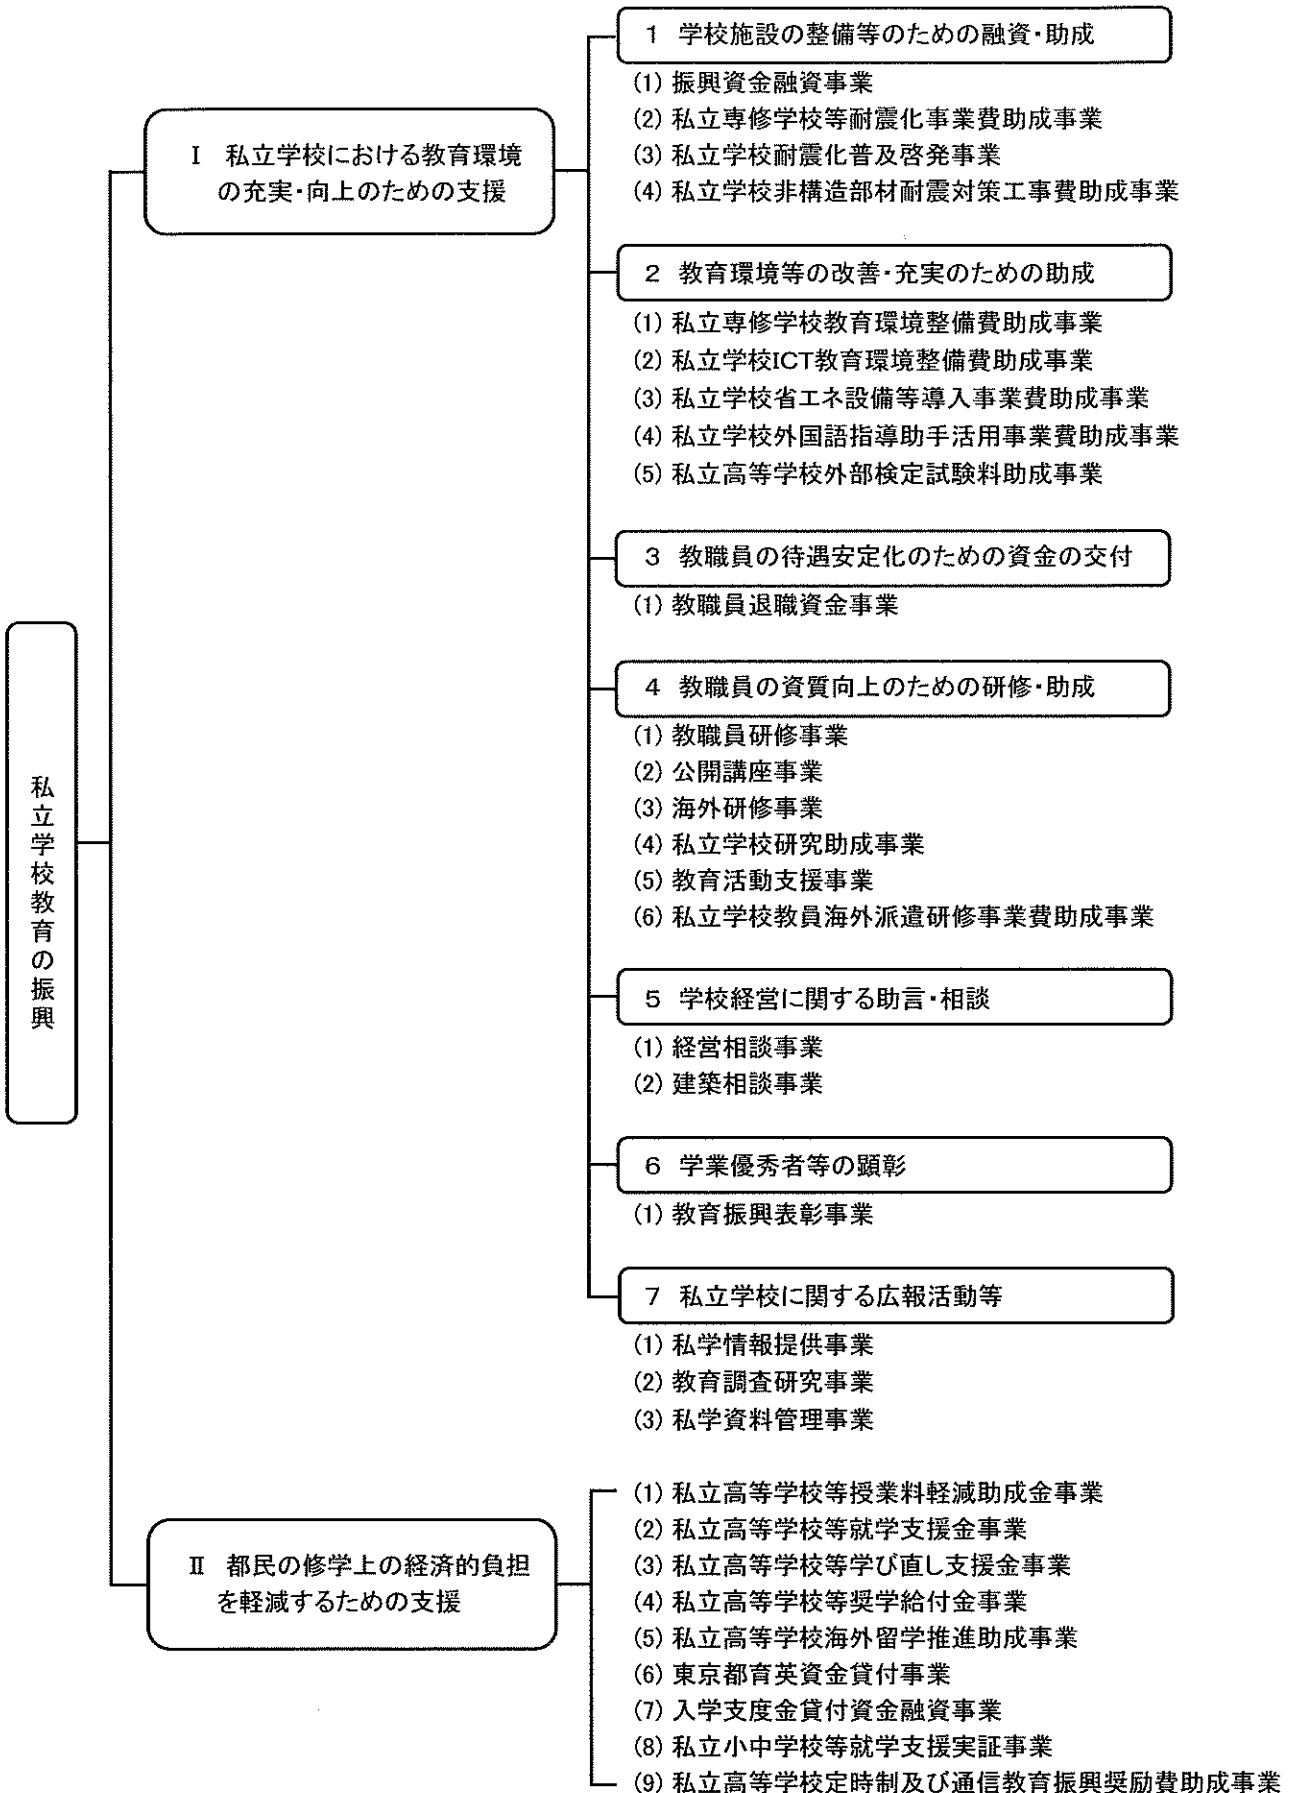 私立学校教育の振興
Ⅰ 私立学校における教育環境
の充実・向上のための支援
1 学校施設の整備等のための融資・助成
(1) 振興資金融資事業
(2) 私立専修学校等耐震化事業費助成事業
(3) 私立学校耐震化普及啓発事業
(4) 私立学校非構造部材耐震対策工事費助成事業
2 教育環境等の改善・充実のための助成
(1) 私立専修学校教育環境整備費助成事業
(2) 私立学校ICT教育環境整備費助成事業
(3) 私立学校省エネ設備等導入事業費助成事業
(4) 私立学校外国語指導助手活用事業費助成事業
(5) 私立高等学校外部検定試験料助成事業
3 教職員の待遇安定化のための資金の交付
(1) 教職員退職資金事業
4 教職員の資質向上のための研修・助成
(1) 教職員研修事業
(2) 公開講座事業
(3) 海外研修事業
(4) 私立学校研究助成事業
(5) 教育活動支援事業
(6) 私立学校教員海外派遣研修事業費助成事業
5 学校経営に関する助言・相談
(1) 経営相談事業
(2) 建築相談事業
6 学業優秀者等の顕彰
(1) 教育振興表彰事業
7 私立学校に関する広報活動等
(1) 私学情報提供事業
(2) 教育調査研究事業
(3) 私学資料管理事業
Ⅱ 都民の修学上の経済的負担
を軽減するための支援
(1) 私立高等学校等授業料軽減助成金事業
(2) 私立高等学校等就学支援金事業
(3) 私立高等学校等学び直し支援金事業
(4) 私立高等学校等奨学給付金事業
(5) 私立高等学校海外留学推進助成事業
(6) 東京都育英資金貸付事業
(7) 入学支度金貸付資金融資事業
(8) 私立小中学校等就学支援実証事業
(9) 私立高等学校定時制及び通信教育振興奨励費助成事業